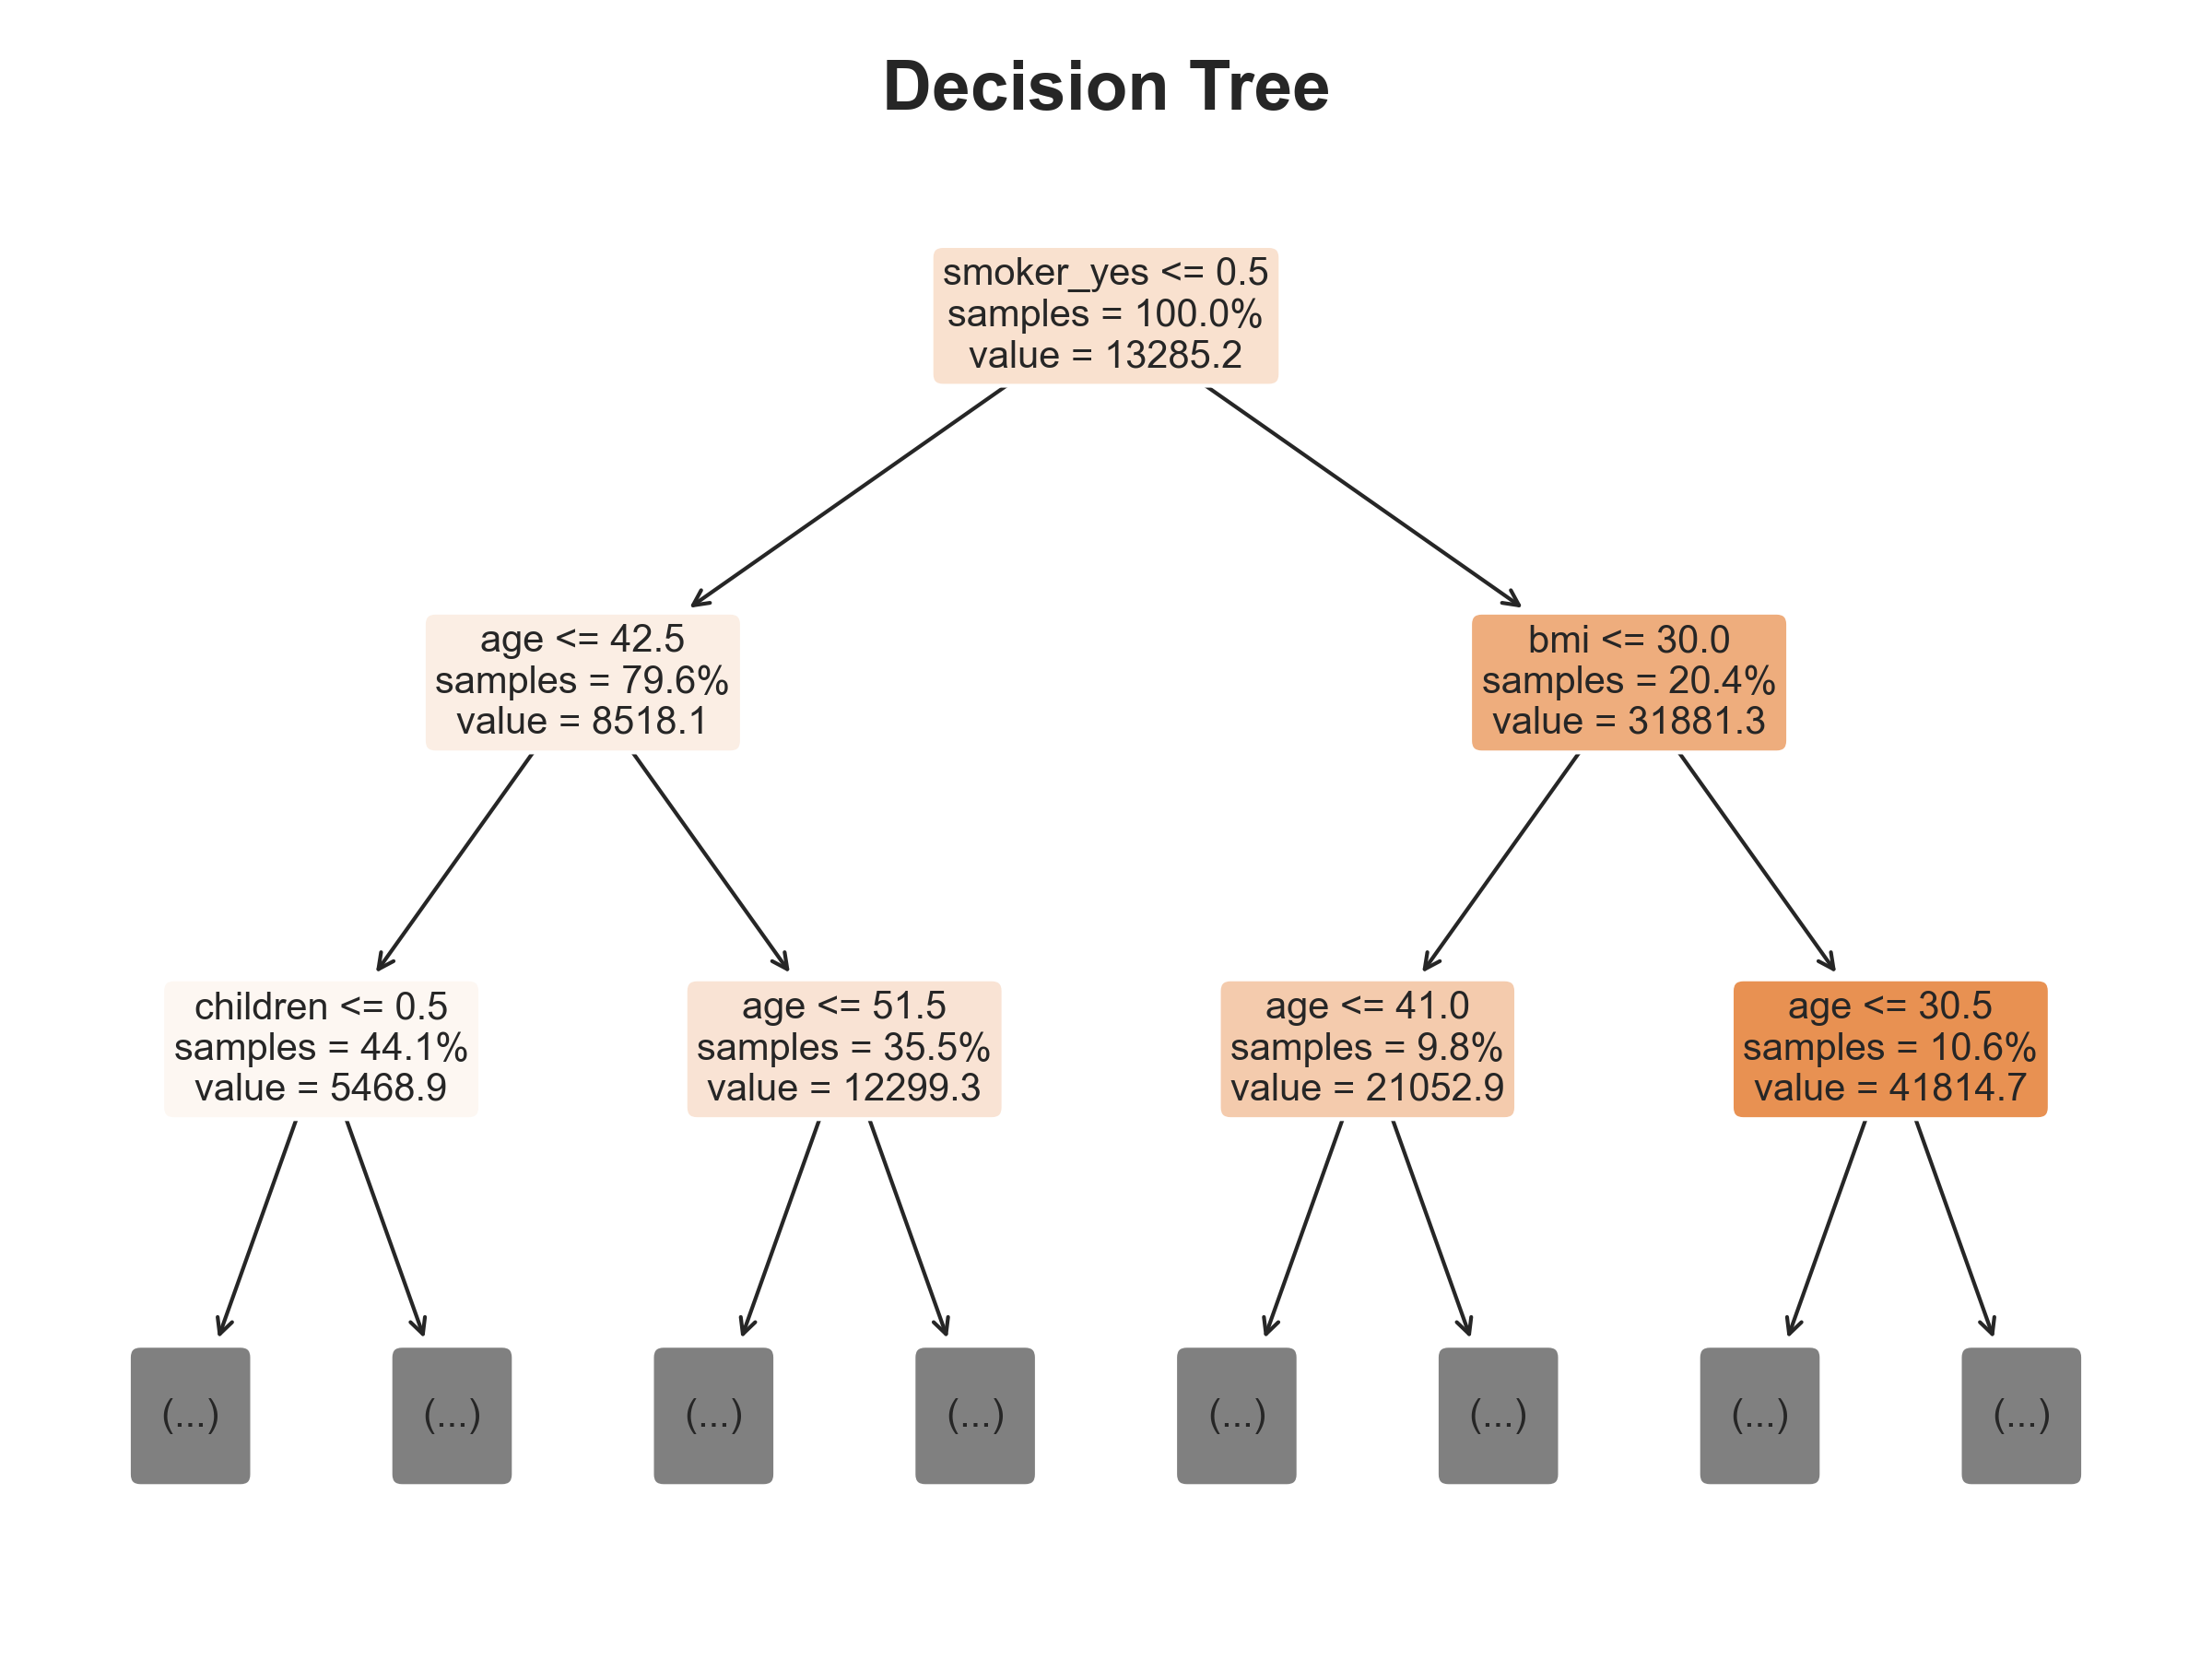 Decision Tree
smoker_yes <= 0.5
samples = 100.0%
value = 13285.2
age <= 42.5
samples = 79.6%
value = 8518.1
bmi <= 30.0
samples = 20.4%
value = 31881.3
children <= 0.5
samples = 44.1%
value = 5468.9
age <= 51.5
samples = 35.5%
value = 12299.3
age <= 41.0
samples = 9.8%
value = 21052.9
age <= 30.5
samples = 10.6%
value = 41814.7
(...)
(...)
(...)
(...)
(...)
(...)
(...)
(...)